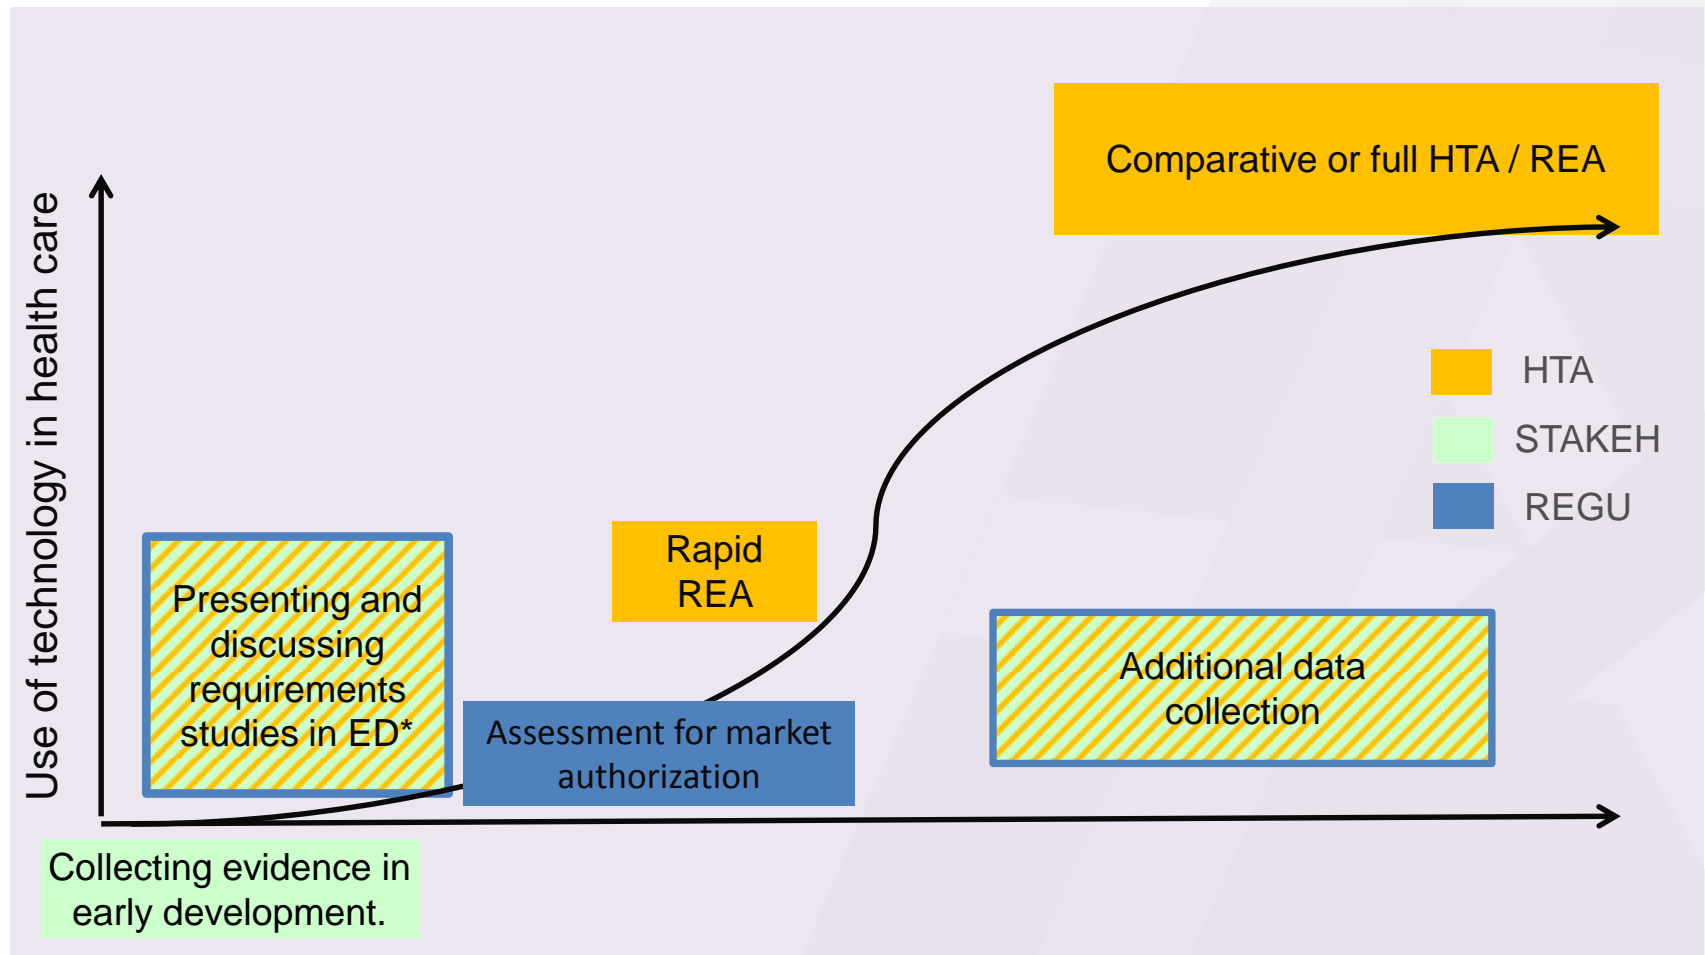 Comparative or full HTA / REA
Use of technology in health care
HTA
STAKEH
REGU
Rapid
REA
Presenting and
discussing
requirements
studies in ED*
Additional data
collection
Assessment for market
authorization
Collecting evidence in
early development.